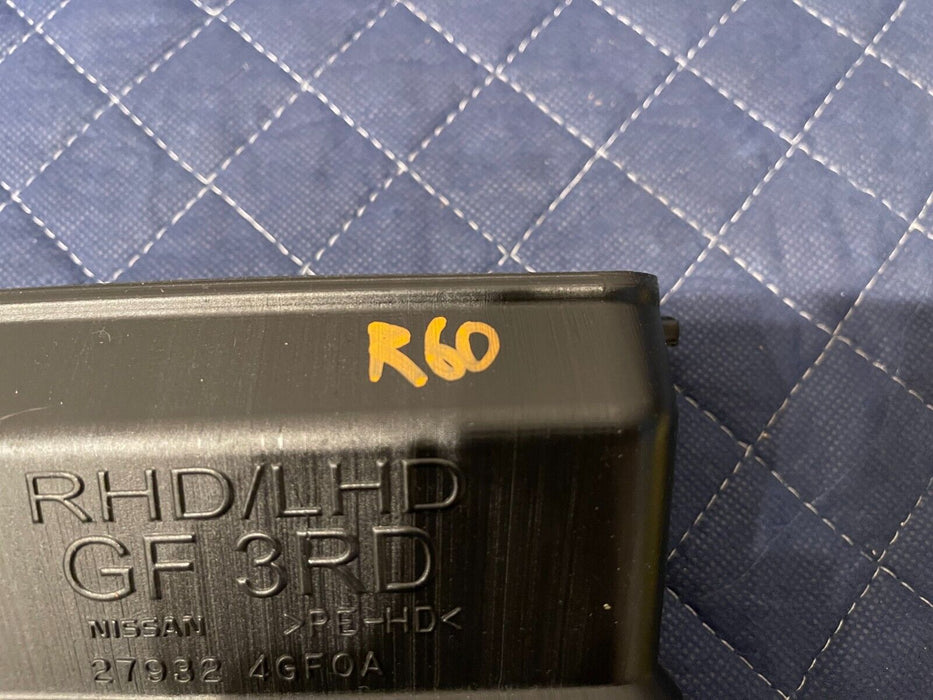 R60
RHD/LHD
GF 3RD
NISSAN >PE-HD<
27932 4GF0A